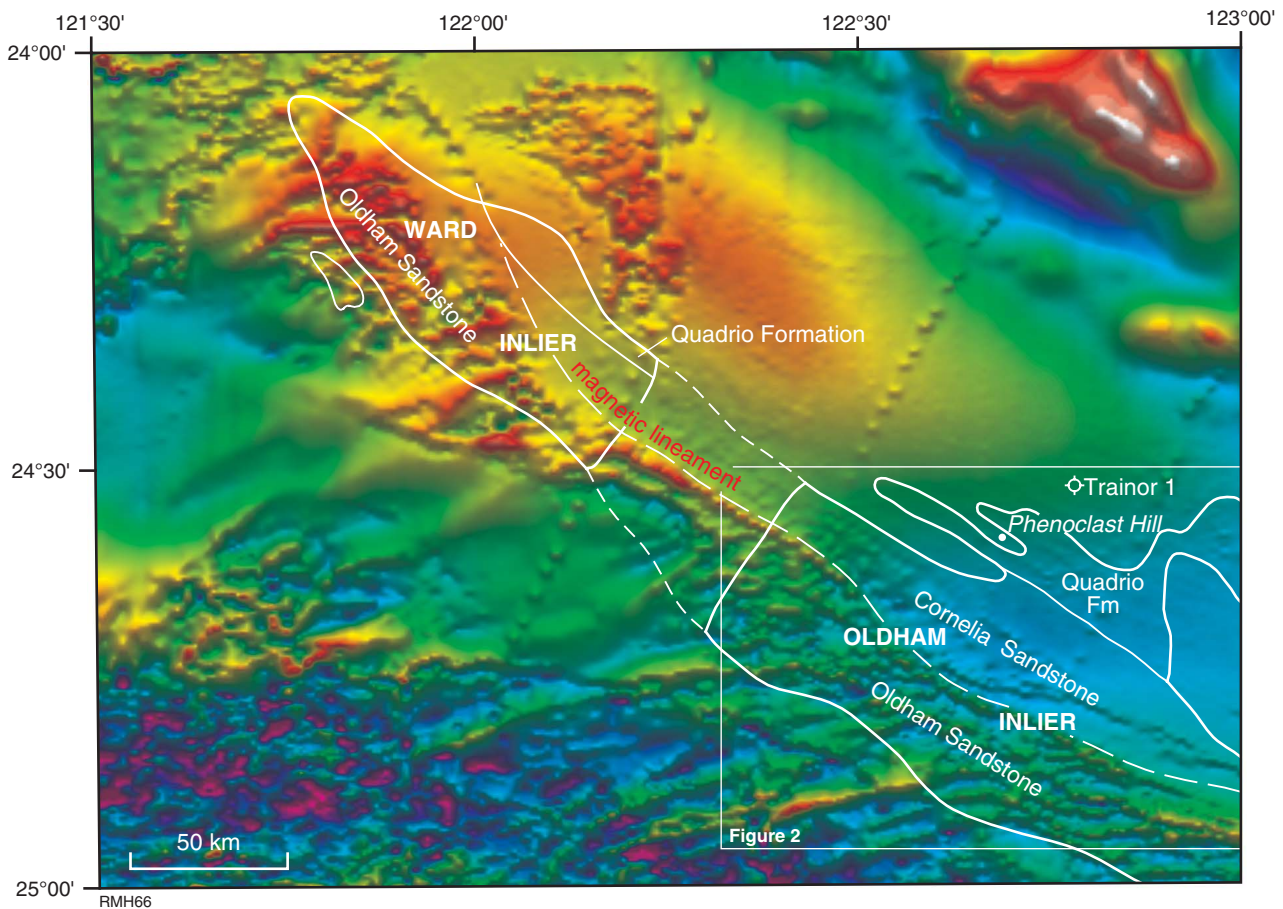 121°30'
122°00'
122°30'
123°00'
24°00'
Oldham Sandstone
WARD
INLIER
Quadrio Formation
magnetic lineament
24°30'
Trainor 1
Phenoclast Hill
Quadrio
Fm
Cornelia Sandstone
OLDHAM
Oldham Sandstone
INLIER
Figure 2
50 km
25°00'
RMH66